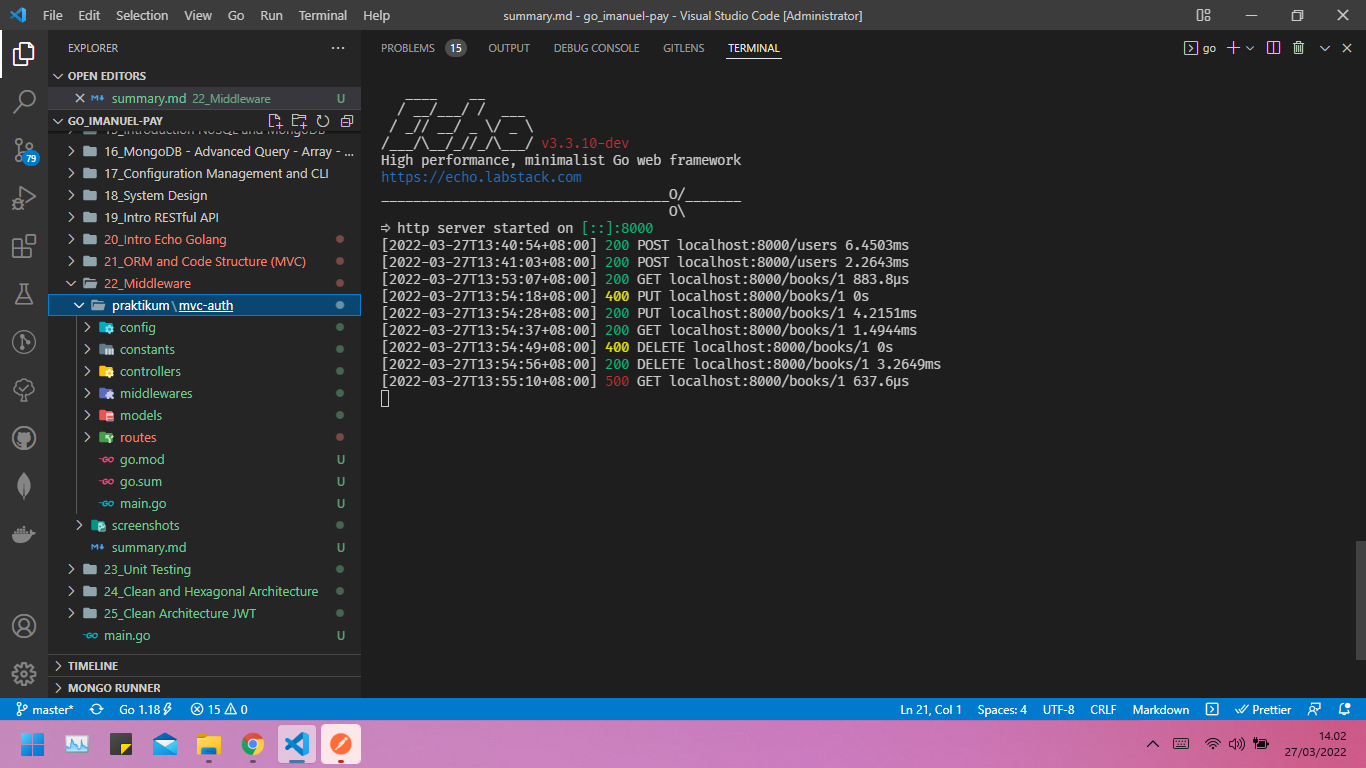 File Edit Selection View Go Run Terminal Help
summary.md - go_imanuel-pay - Visual Studio Code [Administrator]
EXPLORER
OPEN EDITORS
summary.md 22_Middleware U
GO_IMANUEL-PAY
15_Introduction NoSQL and MongoDB
16_MongoDB - Advanced Query - Array - ...
17_Configuration Management and CLI
18_System Design
19_Intro RESTful API
20_Intro Echo Golang
21_ORM and Code Structure (MVC)
22_Middleware
praktikum \ mvc-auth
config
constants
controllers
middlewares
models
routes
go.mod U
go.sum U
main.go U
screenshots
summary.md U
23_Unit Testing
24_Clean and Hexagonal Architecture
25_Clean Architecture JWT
main.go U
TIMELINE
MONGO RUNNER
79
PROBLEMS 15 OUTPUT DEBUG CONSOLE GITLENS TERMINAL
go
   ____    __
  / __/___/ /  ___
 / _// __/ _ \/ _ \
/___/\__/_//_/\___/ v3.3.10-dev
High performance, minimalist Go web framework
https://echo.labstack.com
____________________________________O/_______
                                    O\
⇨ http server started on [::]:8000
[2022-03-27T13:40:54+08:00] 200 POST localhost:8000/users 6.4503ms
[2022-03-27T13:41:03+08:00] 200 POST localhost:8000/users 2.2643ms
[2022-03-27T13:53:07+08:00] 200 GET localhost:8000/books/1 883.8µs
[2022-03-27T13:54:18+08:00] 400 PUT localhost:8000/books/1 0s
[2022-03-27T13:54:28+08:00] 200 PUT localhost:8000/books/1 4.2151ms
[2022-03-27T13:54:37+08:00] 200 GET localhost:8000/books/1 1.4944ms
[2022-03-27T13:54:49+08:00] 400 DELETE localhost:8000/books/1 0s
[2022-03-27T13:54:56+08:00] 200 DELETE localhost:8000/books/1 3.2649ms
[2022-03-27T13:55:10+08:00] 500 GET localhost:8000/books/1 637.6µs
master* Go 1.18 15 0 Ln 21, Col 1 Spaces: 4 UTF-8 CRLF Markdown Prettier
14.02
27/03/2022